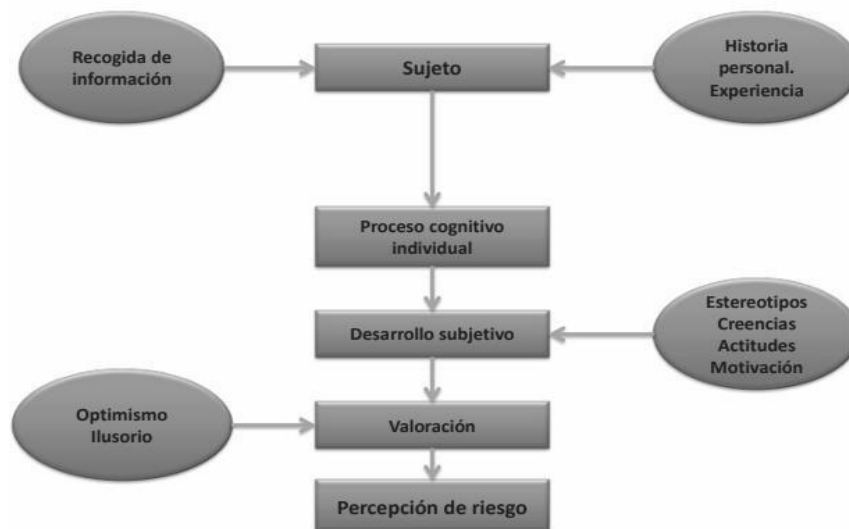 Recogida de
información
Sujeto
Historia
personal.
Experiencia
Proceso cognitivo
individual
Desarrollo subjetivo
Estereotipos
Creencias
Actitudes
Motivación
Optimismo
Ilusorio
Valoración
Percepción de riesgo